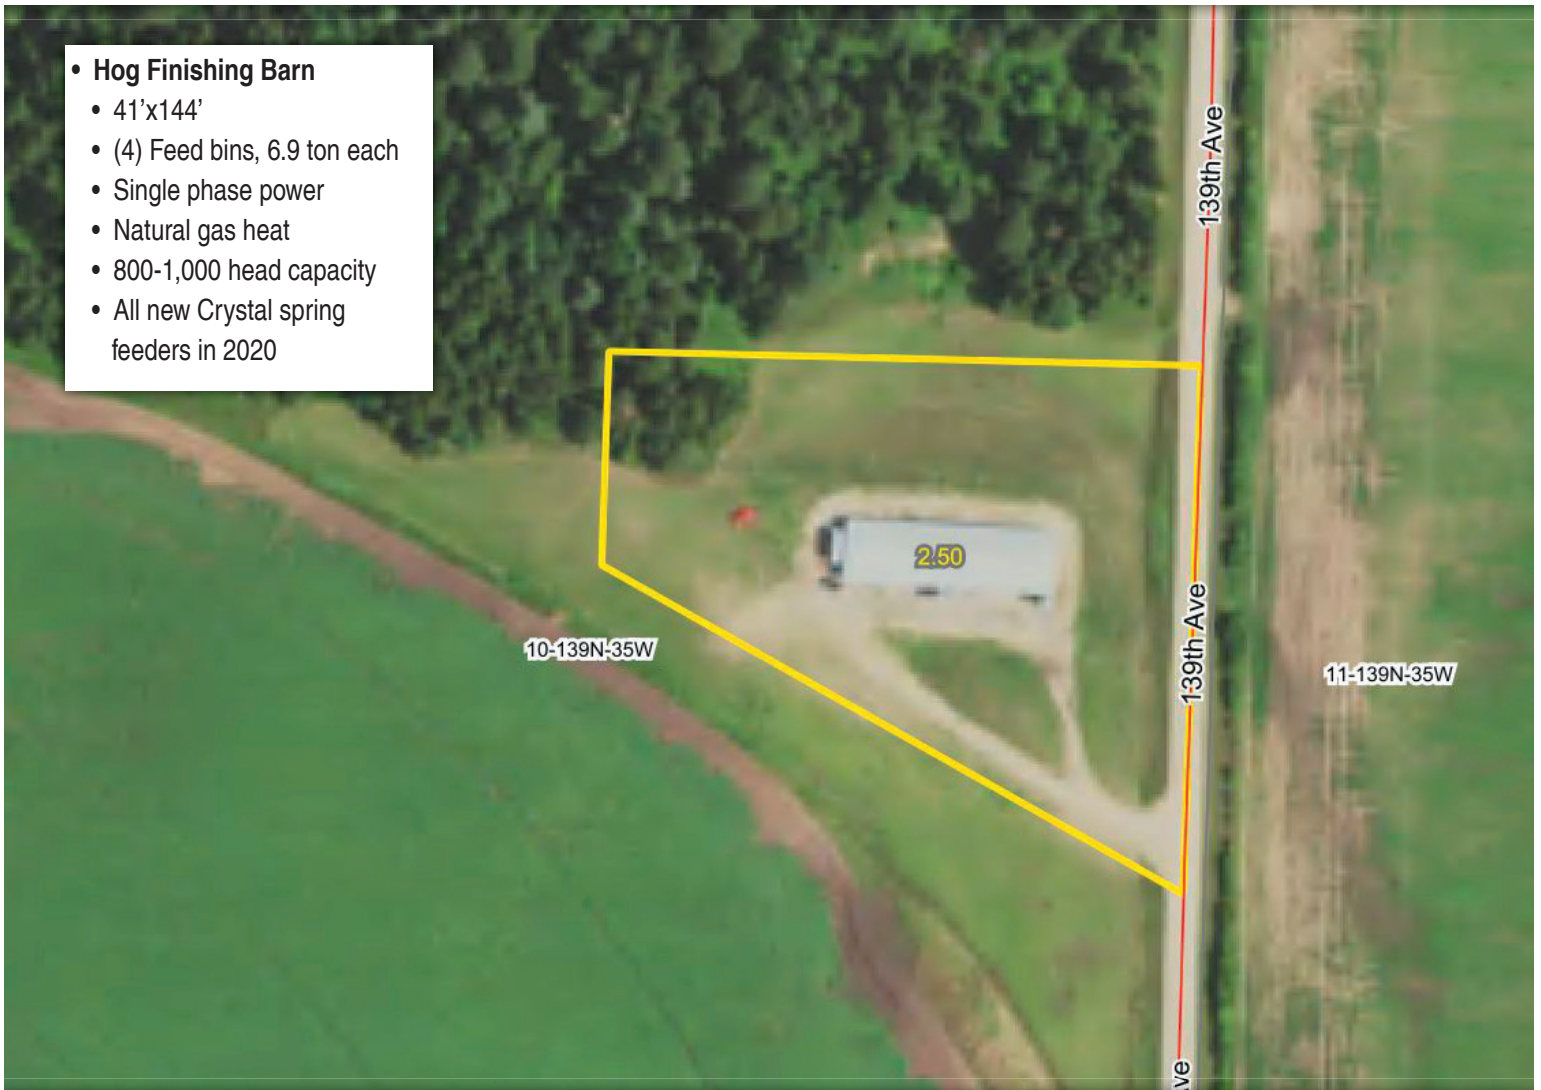 • Hog Finishing Barn
• 41’x144’
• (4) Feed bins, 6.9 ton each
• Single phase power
• Natural gas heat
• 800-1,000 head capacity
• All new Crystal spring
feeders in 2020
139th Ave
2.50
139th Ave
10-139N-35W
11-139N-35W
ve